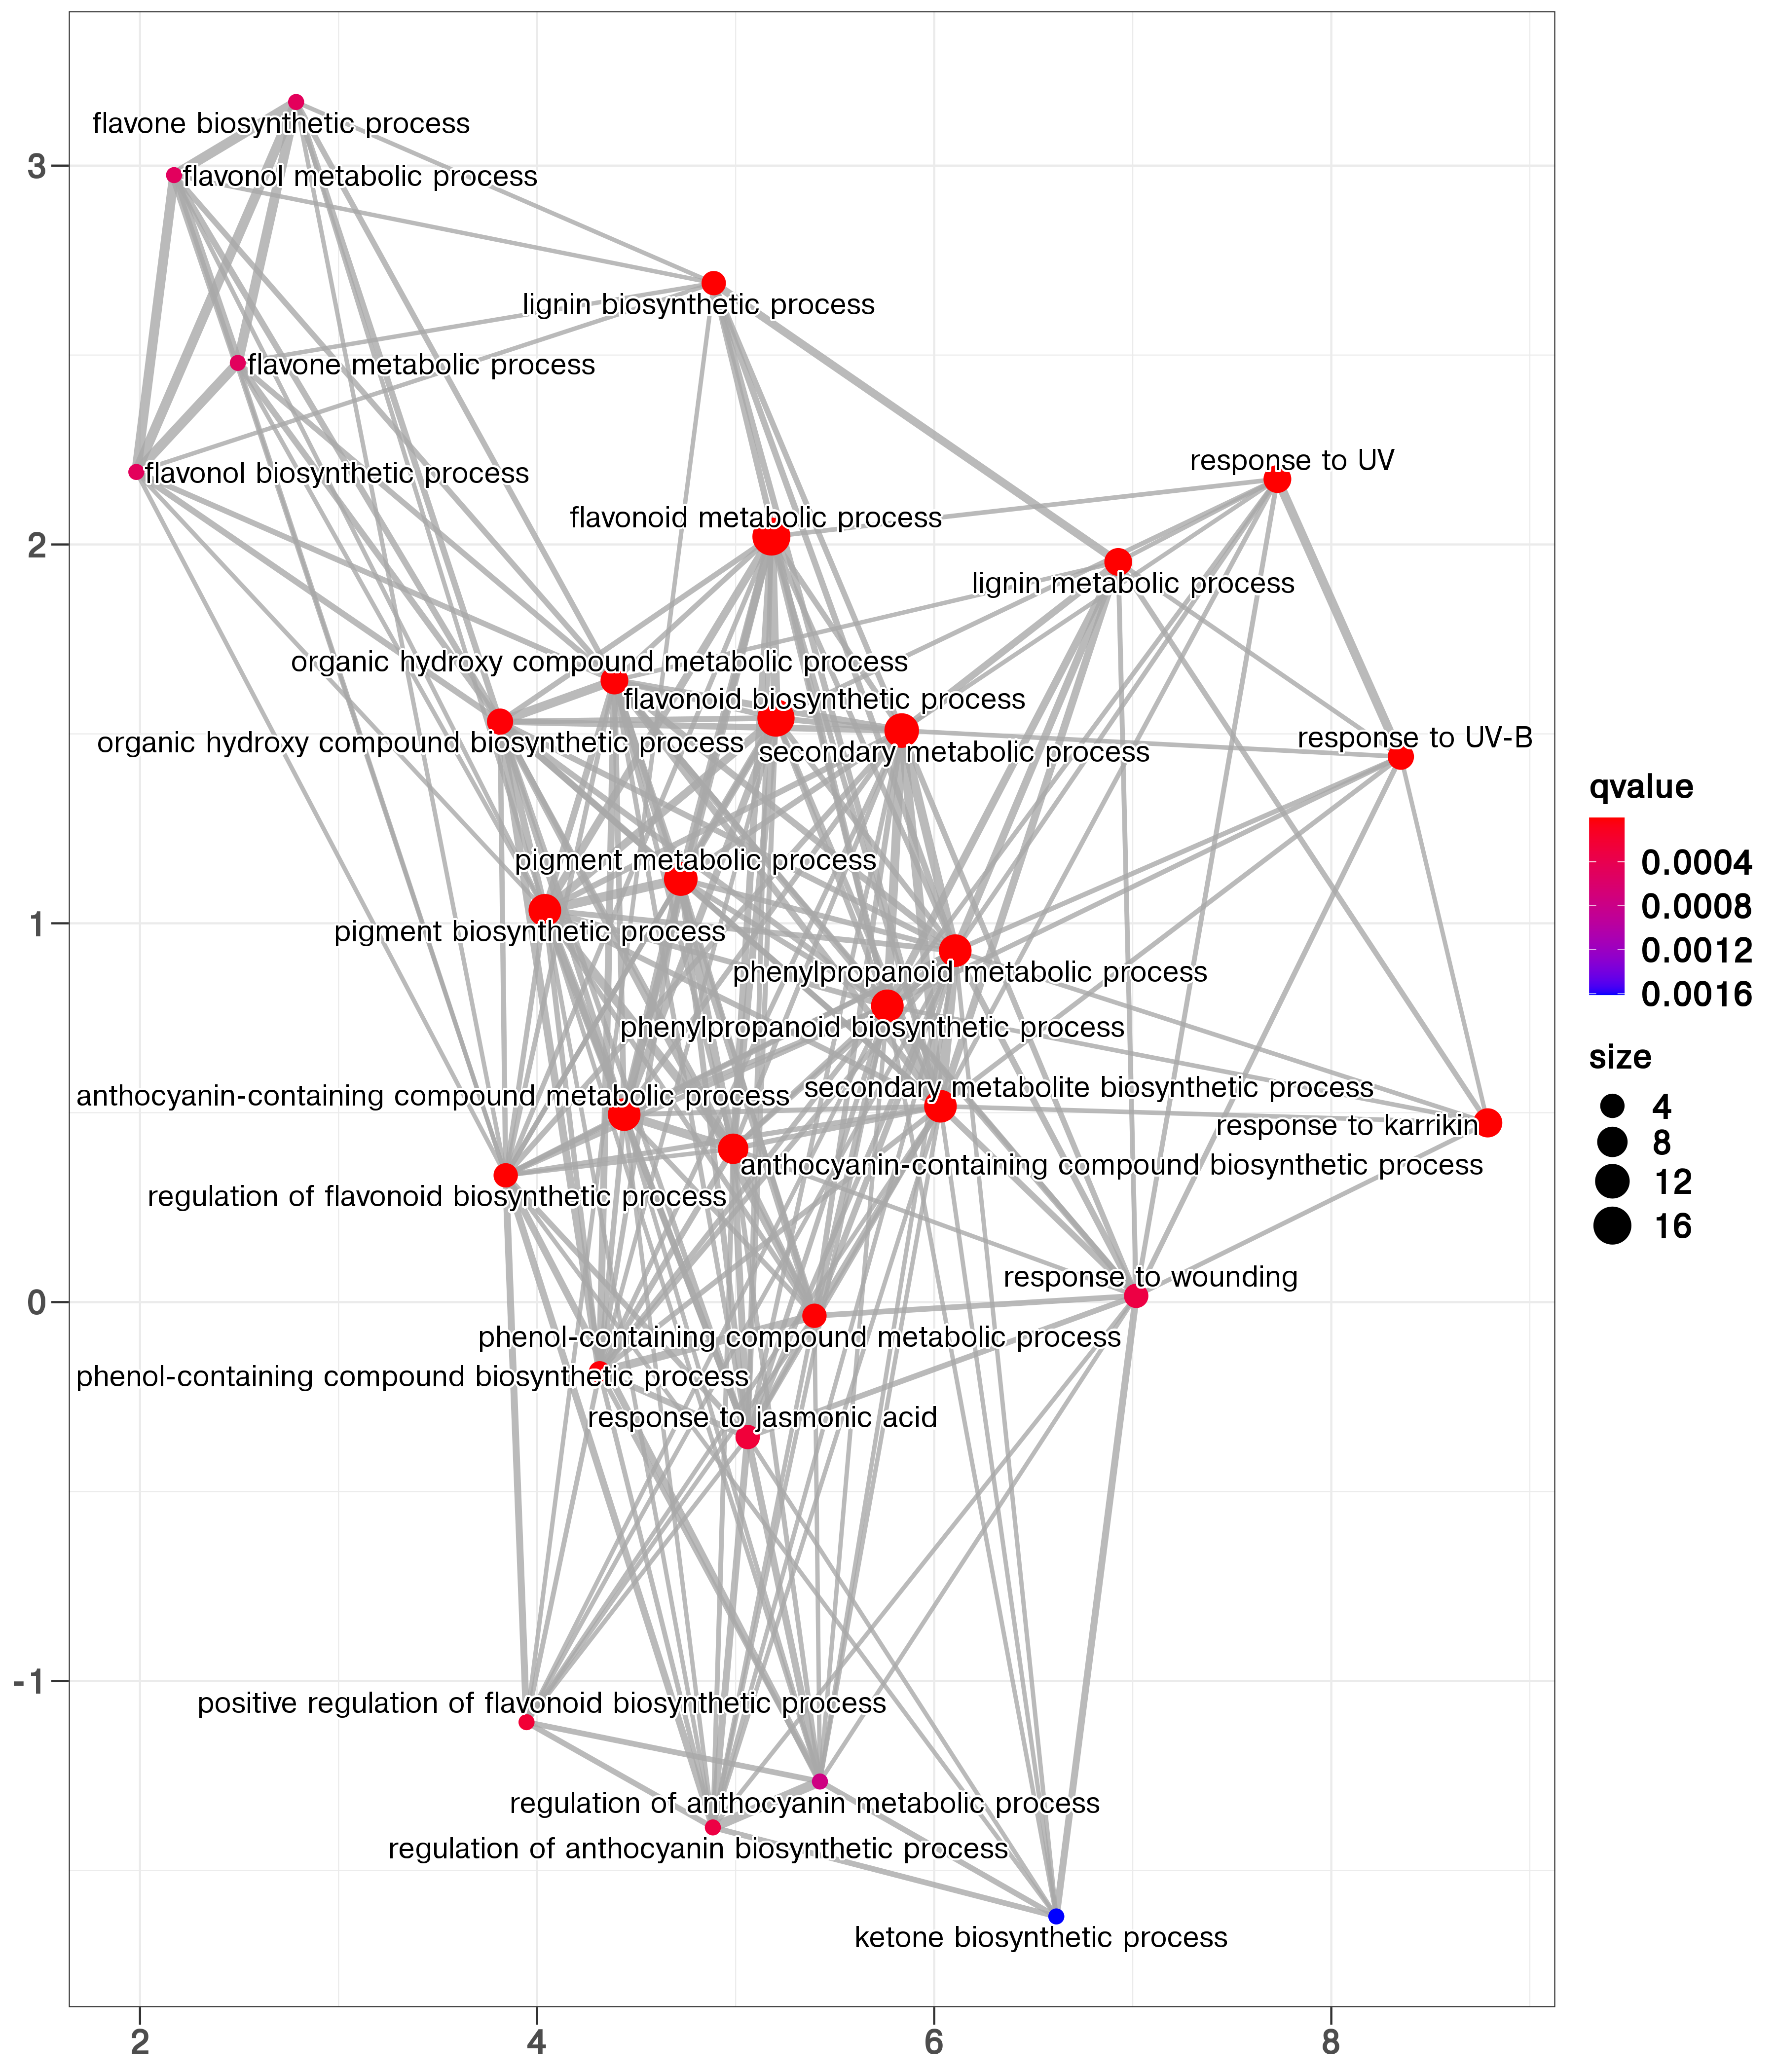 flavone biosynthetic process
3
flavonol metabolic process
lignin biosynthetic process
flavone metabolic process
response to UV
flavonol biosynthetic process
flavonoid metabolic process
2
lignin metabolic process
organic hydroxy compound metabolic process
flavonoid biosynthetic process
response to UV-B
organic hydroxy compound biosynthetic process
secondary metabolic process
pigment metabolic process
1
pigment biosynthetic process
phenylpropanoid metabolic process
phenylpropanoid biosynthetic process
secondary metabolite biosynthetic process
anthocyanin-containing compound metabolic process
response to karrikin
anthocyanin-containing compound biosynthetic process
regulation of flavonoid biosynthetic process
response to wounding
0
phenol-containing compound metabolic process
phenol-containing compound biosynthetic process
response to jasmonic acid
-1
positive regulation of flavonoid biosynthetic process
regulation of anthocyanin metabolic process
regulation of anthocyanin biosynthetic process
ketone biosynthetic process
2 4 6 8
qvalue
0.0004
0.0008
0.0012
0.0016
size
4
8
12
16